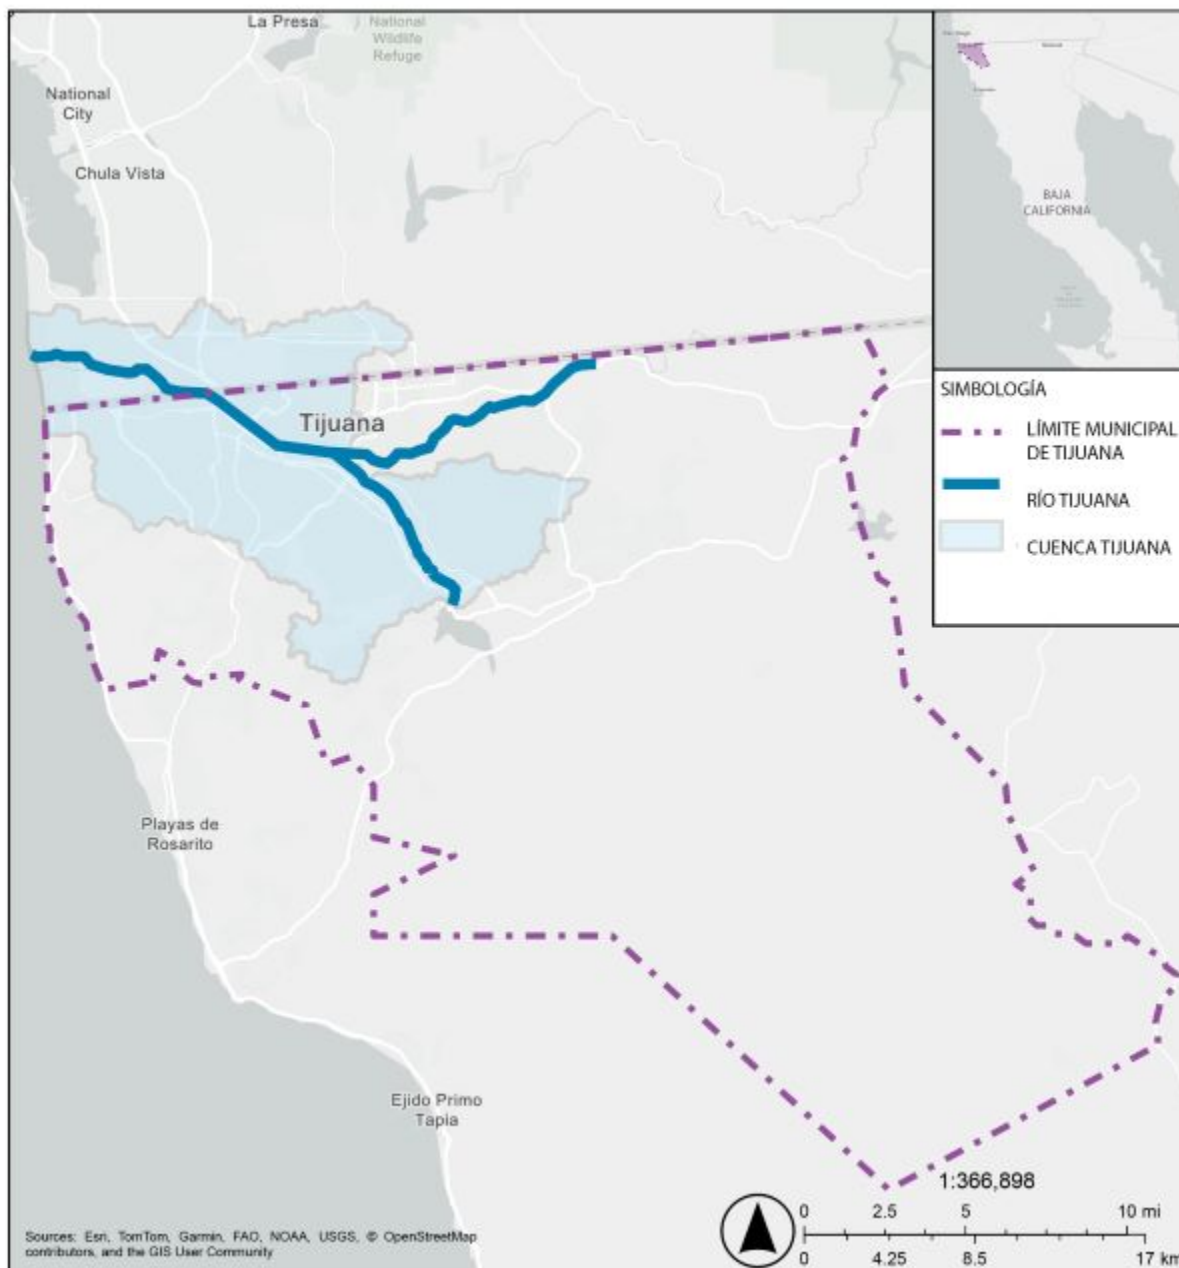 La Presa
National
Wildlife
Refuge
National
City
Chula Vista
Tijuana
Playas de
Rosarito
Ejido Primo
Tapia
BAJA
CALIFORNIA
SIMBOLOGÍA
LÍMITE MUNICIPAL
DE TIJUANA
RÍO TIJUANA
CUENCA TIJUANA
1:366,898
0 2.5 5 10 mi
0 4.25 8.5 17 km
Sources: Esri, TomTom, Garmin, FAO, NOAA, USGS, © OpenStreetMap
contributors, and the GIS User Community